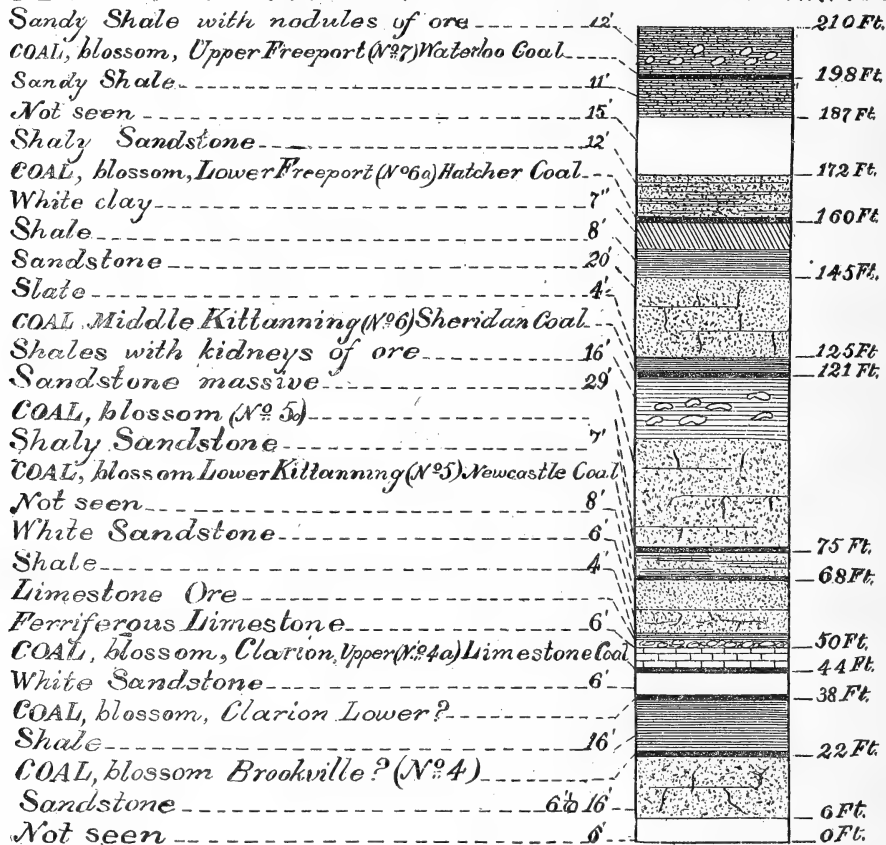 Sandy Shale with nodules of ore 12' 210 Ft.
COAL, blossom, Upper Freeport (No 7) Waterloo Coal 198 Ft.
Sandy Shale 11' 187 Ft.
Not seen 15'
Shaly Sandstone 12' 172 Ft.
COAL, blossom, Lower Freeport (No 6a) Hatcher Coal
White clay 7" 160 Ft.
Shale 8'
Sandstone 20' 145 Ft.
Slate 4'
COAL Middle Kittanning (No 6) Sheridan Coal
Shales with kidneys of ore 16' 125 Ft
Sandstone massive 29' 121 Ft.
COAL, blossom (No 5a)
Shaly Sandstone 7'
COAL, blossom Lower Kittanning (No 5) Newcastle Coal
Not seen 8'
White Sandstone 6' 75 Ft.
Shale 4' 68 Ft.
Limestone Ore
Ferriferous Limestone 6' 50 Ft.
COAL, blossom, Clarion, Upper (No 4a) Limestone Coal 44 Ft.
White Sandstone 6' 38 Ft.
COAL, blossom, Clarion Lower?
Shale 16' 22 Ft.
COAL, blossom Brookville? (No 4)
Sandstone 6 to 16' 6 Ft.
Not seen 6' 0 Ft.